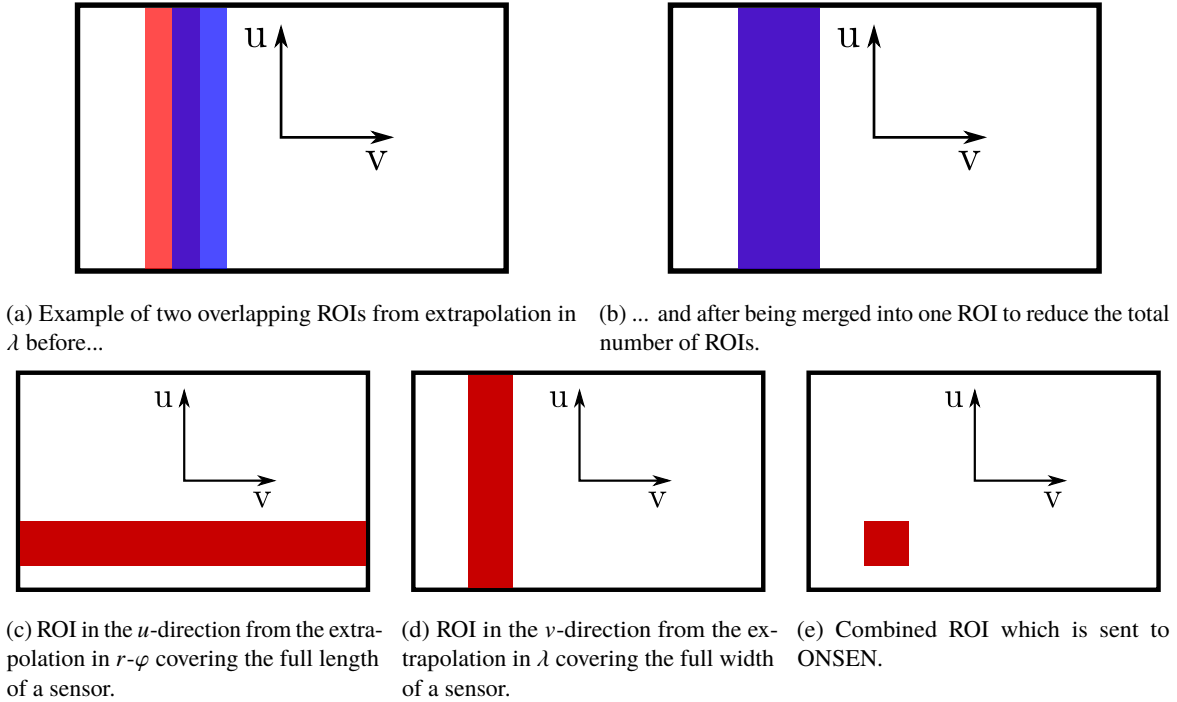 u
v
u
v
(a) Example of two overlapping ROIs from extrapolation in
λ before...
(b) ... and after being merged into one ROI to reduce the total
number of ROIs.
u
v
u
v
u
v
(c) ROI in the u-direction from the extra-
polation in r-φ covering the full length
of a sensor.
(d) ROI in the v-direction from the ex-
trapolation in λ covering the full width
of a sensor.
(e) Combined ROI which is sent to
ONSEN.